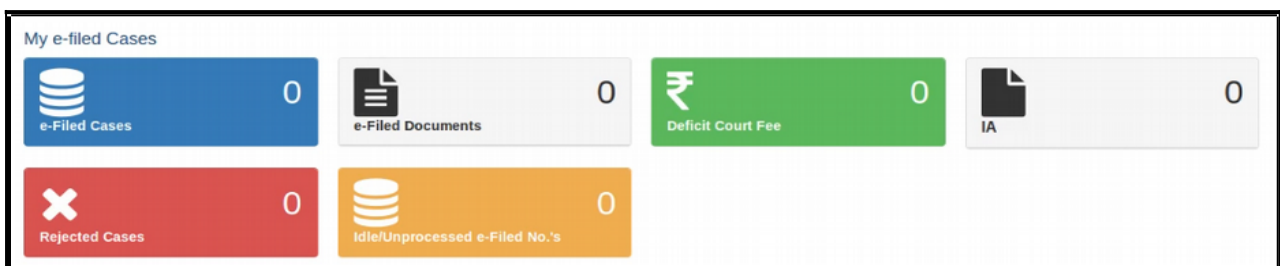 My e-filed Cases
0
e-Filed Cases
0
e-Filed Documents
₹
0
Deficit Court Fee
0
IA
0
Rejected Cases
0
Idle/Unprocessed e-Filed No.'s